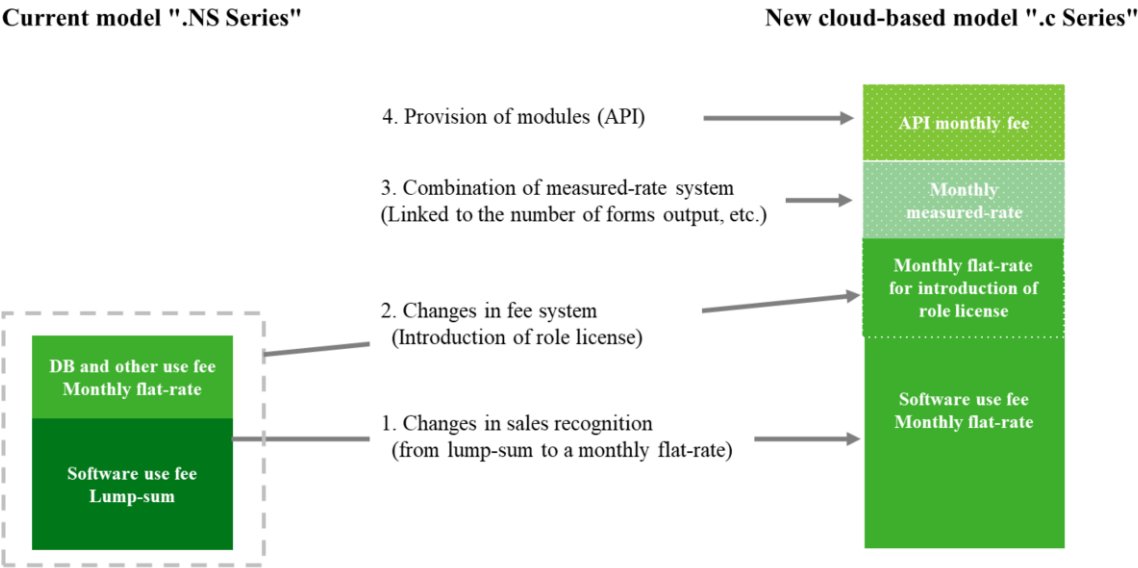 Current model ".NS Series"
New cloud-based model ".c Series"
4. Provision of modules (API)
API monthly fee
3. Combination of measured-rate system
(Linked to the number of forms output, etc.)
Monthly
measured-rate
2. Changes in fee system
(Introduction of role license)
Monthly flat-rate
for introduction of
role license
DB and other use fee
Monthly flat-rate
1. Changes in sales recognition
(from lump-sum to a monthly flat-rate)
Software use fee
Monthly flat-rate
Software use fee
Lump-sum